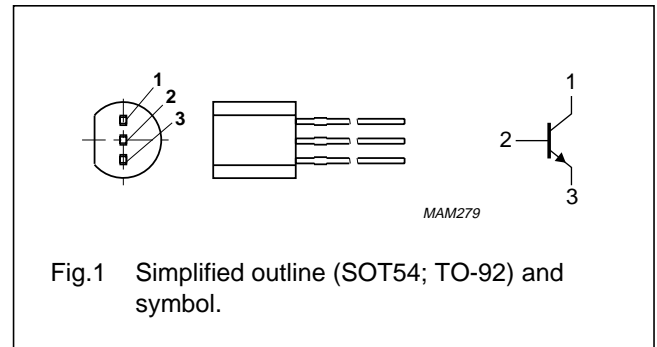 1
2
3
1
2
3
MAM279
Fig.1 Simplified outline (SOT54; TO-92) and
symbol.